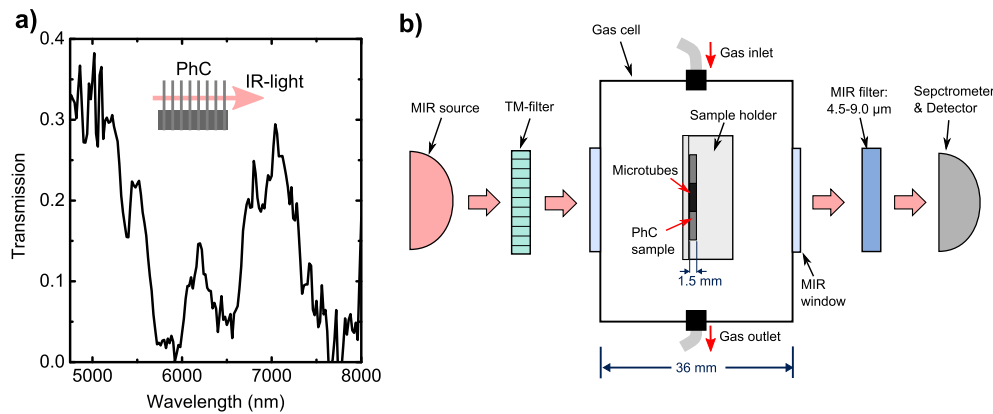 a)
0.4
0.3
0.2
0.1
0.0
Transmission
PhC
IR-light
5000 6000 7000 8000
Wavelength (nm)
b)
Gas cell
Gas inlet
MIR source
TM-filter
Sample holder
MIR filter:
4.5-9.0 µm
Sepctrometer
& Detector
Microtubes
PhC
sample
1.5 mm
MIR
window
Gas outlet
36 mm